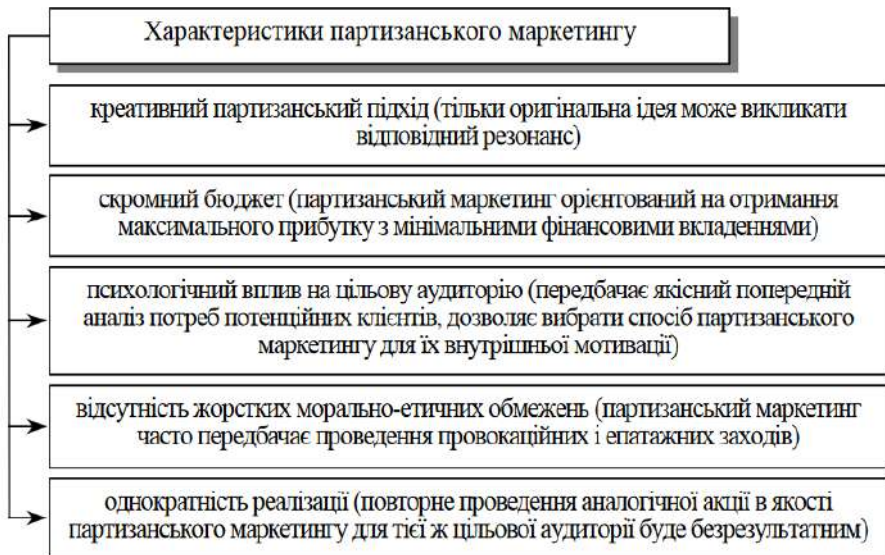 Характеристики партизанського маркетингу
креативний партизанський підхід (тільки оригінальна ідея може викликати
відповідний резонанс)
скромний бюджет (партизанський маркетинг орієнтований на отримання
максимального прибутку з мінімальними фінансовими вкладеннями)
психологічний вплив на цільову аудиторію (передбачає якісний попередній
аналіз потреб потенційних клієнтів, дозволяє вибрати спосіб партизанського
маркетингу для їх внутрішньої мотивації)
відсутність жорстких морально-етичних обмежень (партизанський маркетинг
часто передбачає проведення провокаційних і епатажних заходів)
однократність реалізації (повторне проведення аналогічної акції в якості
партизанського маркетингу для тієї ж цільової аудиторії буде безрезультатним)